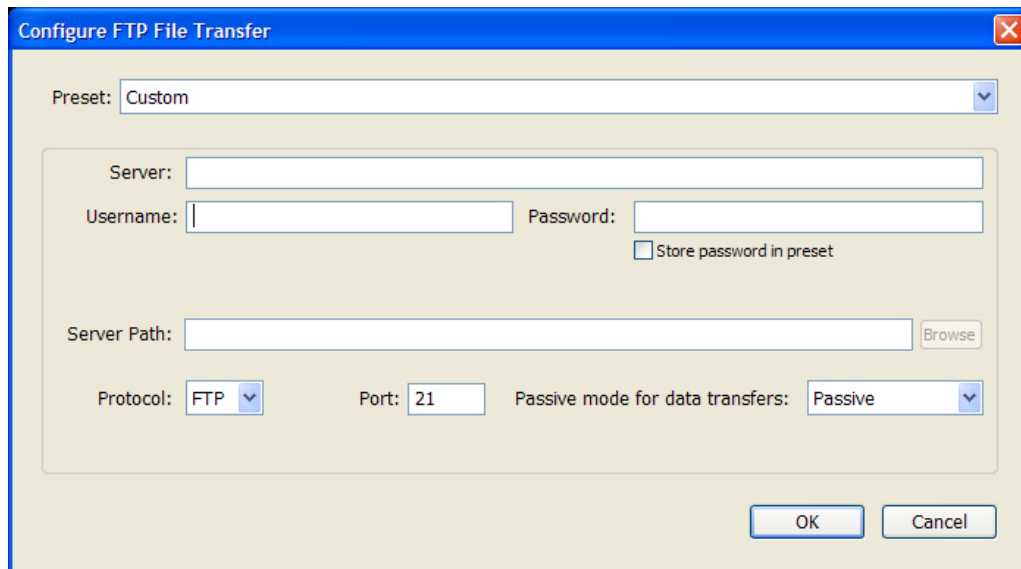 Configure FTP File Transfer
Preset: Custom
Server:
Username: Password:
Store password in preset
Server Path: Browse
Protocol: FTP Port: 21 Passive mode for data transfers: Passive
OK Cancel